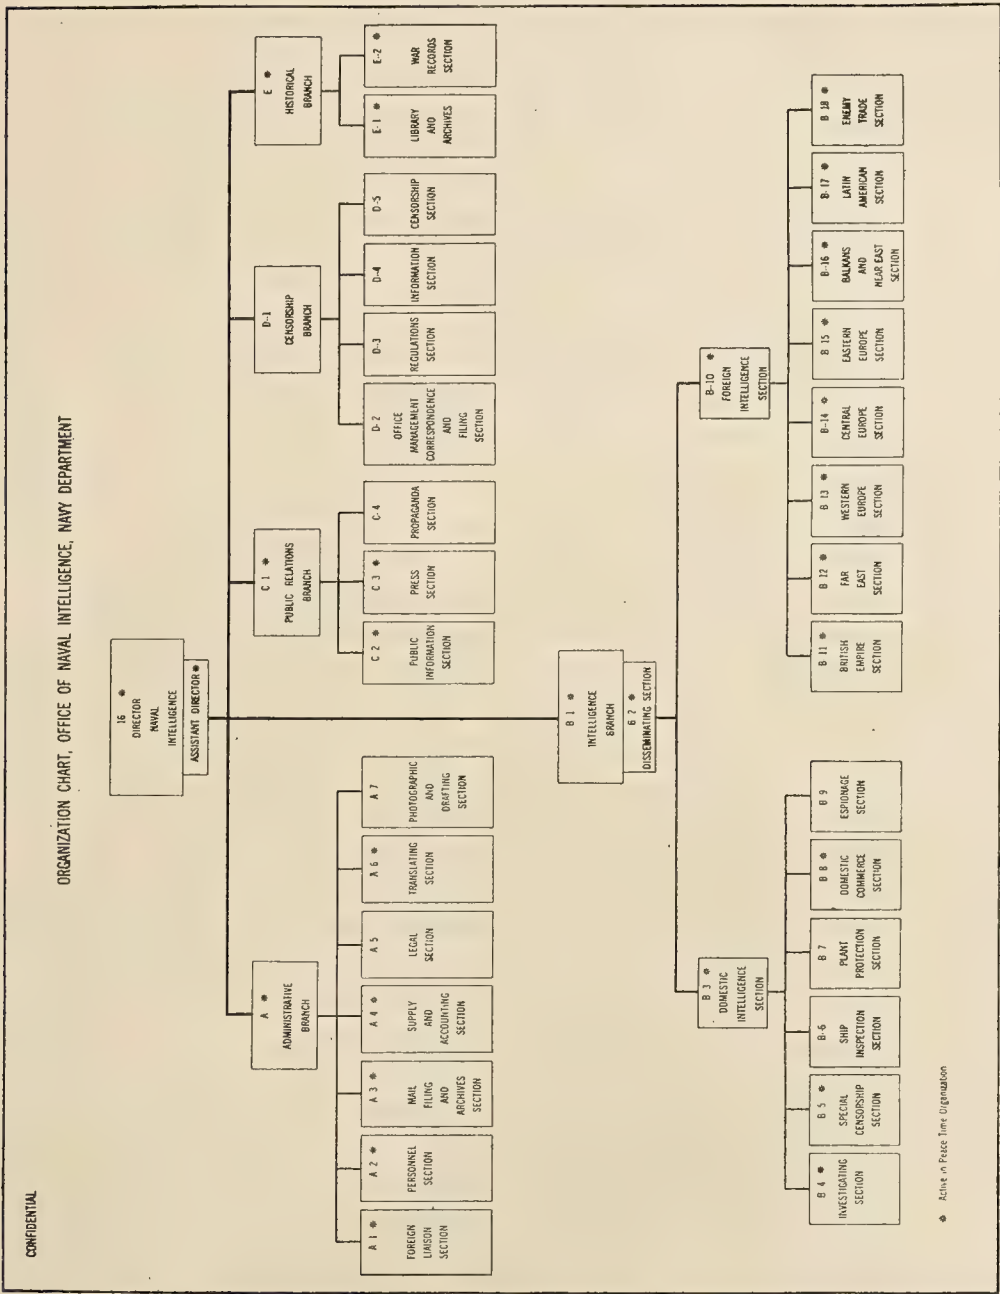 CONFIDENTIAL
ORGANIZATION CHART, OFFICE OF NAVAL INTELLIGENCE, NAVY DEPARTMENT
16 *
DIRECTOR
NAVAL
INTELLIGENCE
ASSISTANT DIRECTOR *
A *
ADMINISTRATIVE
BRANCH
C 1 *
PUBLIC RELATIONS
BRANCH
D-1
CENSORSHIP
BRANCH
E *
HISTORICAL
BRANCH
A 1 *
FOREIGN
LIAISON
SECTION
A 2 *
PERSONNEL
SECTION
A 3 *
MAIL
FILING
AND
ARCHIVES
SECTION
A 4 *
SUPPLY
AND
ACCOUNTING
SECTION
A 5
LEGAL
SECTION
A 6 *
TRANSLATING
SECTION
A 7
PHOTOGRAPHIC
AND
DRAFTING
SECTION
C 2 *
PUBLIC
INFORMATION
SECTION
C 3 *
PRESS
SECTION
C-4
PROPAGANDA
SECTION
D-2
OFFICE
MANAGEMENT
CORRESPONDENCE
AND
FILING
SECTION
D-3
REGULATIONS
SECTION
D-4
INFORMATION
SECTION
D-5
CENSORSHIP
SECTION
E-1 *
LIBRARY
AND
ARCHIVES
E-2 *
WAR
RECORDS
SECTION
B 1 *
INTELLIGENCE
BRANCH
B 2 *
DISSEMINATING SECTION
B 3 *
DOMESTIC
INTELLIGENCE
SECTION
B-10 *
FOREIGN
INTELLIGENCE
SECTION
B 4 *
INVESTIGATING
SECTION
B 5 *
SPECIAL
CENSORSHIP
SECTION
B-6
SHIP
INSPECTION
SECTION
B 7
PLANT
PROTECTION
SECTION
B 8 *
DOMESTIC
COMMERCE
SECTION
B 9
ESPIONAGE
SECTION
B 11 *
BRITISH
EMPIRE
SECTION
B 12 *
FAR
EAST
SECTION
B 13 *
WESTERN
EUROPE
SECTION
B-14 *
CENTRAL
EUROPE
SECTION
B 15 *
EASTERN
EUROPE
SECTION
B-16 *
BALKANS
AND
NEAR EAST
SECTION
B-17 *
LATIN
AMERICAN
SECTION
B 18 *
ENEMY
TRADE
SECTION
* Active in Peace Time Organization